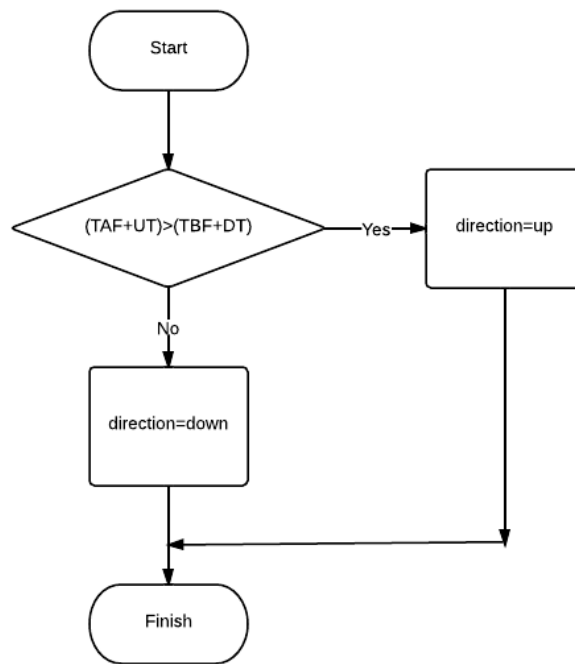 Start
(TAF+UT)>(TBF+DT)
Yes
direction=up
No
direction=down
Finish